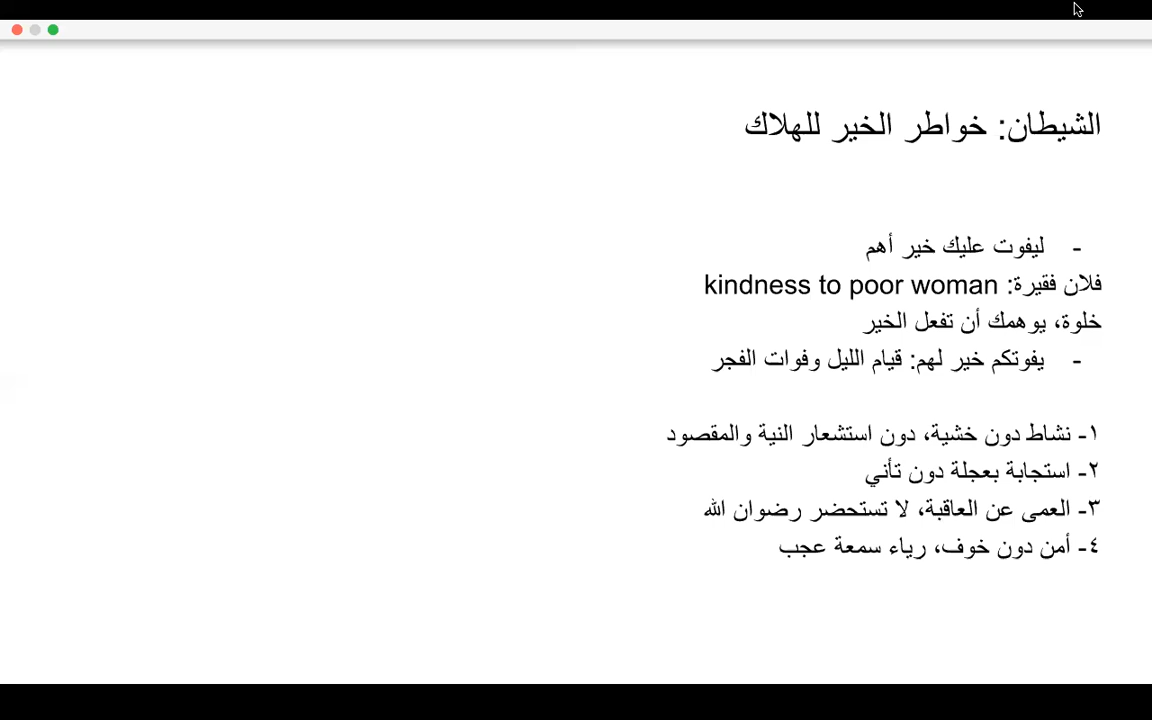 الشيطان: خواطر الخير للهلاك
- ليفوت عليك خير أهم
فلان فقيرة: kindness to poor woman
خلوة، يوهمك أن تفعل الخير
- يفوتكم خير لهم: قيام الليل وفوات الفجر
١- نشاط دون خشية، دون استشعار النية والمقصود
٢- استجابة بعجلة دون تأني
٣- العمى عن العاقبة، لا تستحضر رضوان الله
٤- أمن دون خوف، رياء سمعة عجب